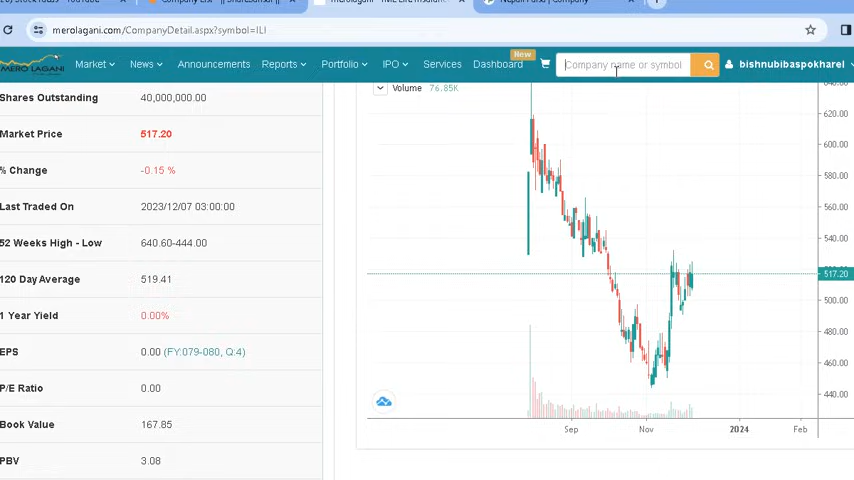 merolagani.com/CompanyDetail.aspx?symbol=ILI
MERO LAGANI
Market
News
Announcements
Reports
Portfolio
IPO
Services
Dashboard
New
Company name or symbol
bishnubibaspokharel
Shares Outstanding 40,000,000.00
Market Price 517.20
% Change -0.15 %
Last Traded On 2023/12/07 03:00:00
52 Weeks High - Low 640.60-444.00
120 Day Average 519.41
1 Year Yield 0.00%
EPS 0.00 (FY:079-080, Q:4)
P/E Ratio 0.00
Book Value 167.85
PBV 3.08
Volume 76.85K
620.00
600.00
580.00
560.00
540.00
517.20
500.00
480.00
460.00
440.00
Sep Nov 2024 Feb